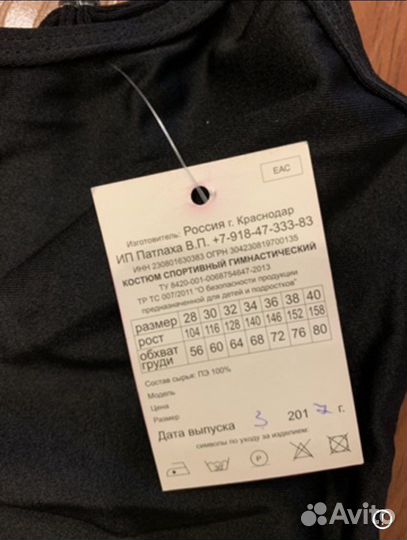 EAC
Изготовитель: Россия г. Краснодар
ИП Патлаха В.П. +7-918-47-333-83
ИНН 230801630383 ОГРН 304230819700135
КОСТЮМ СПОРТИВНЫЙ ГИМНАСТИЧЕСКИЙ
ТУ 8420-001-0068754647-2013
ТР ТС 007/2011 "О безопасности продукции
предназначенной для детей и подростков"
размер 28 30 32 34 36 38 40
рост 104 116 128 140 146 152 158
обхват груди 56 60 64 68 72 76 80
Состав сырья: ПЭ 100%
Модель
Цена
Размер
Дата выпуска 3 2017 г.
символы по уходу за изделием:
P
Avito